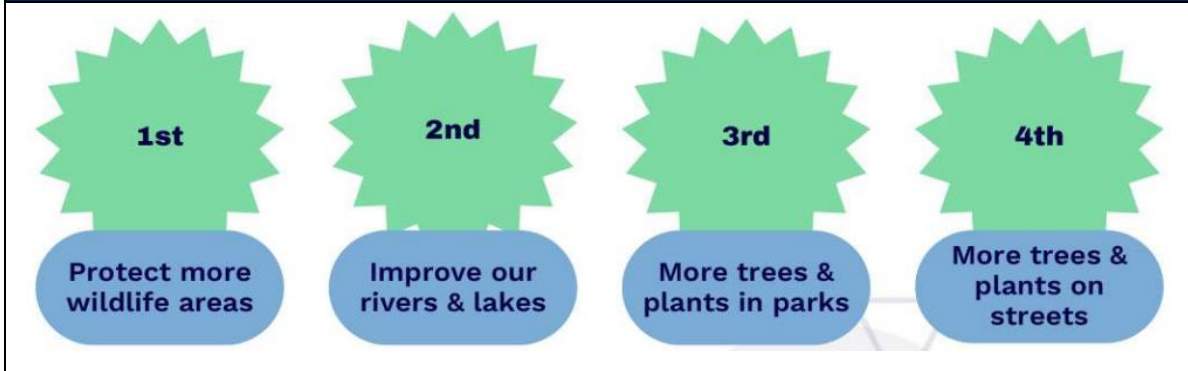 1st
Protect more
wildlife areas
2nd
Improve our
rivers & lakes
3rd
More trees &
plants in parks
4th
More trees &
plants on
streets